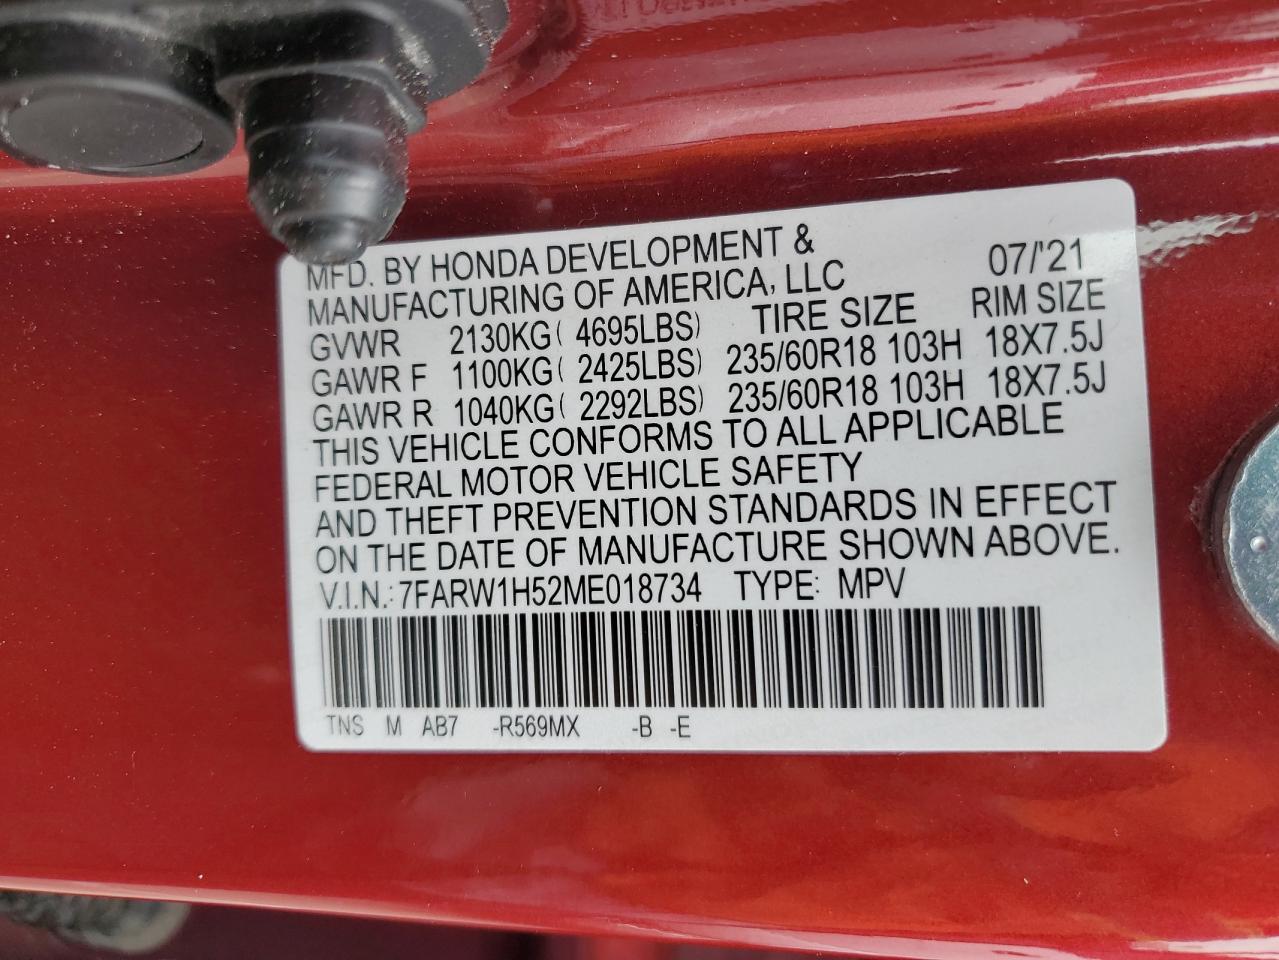 MFD. BY HONDA DEVELOPMENT & 07/'21
MANUFACTURING OF AMERICA, LLC
GVWR 2130KG( 4695LBS) TIRE SIZE RIM SIZE
GAWR F 1100KG( 2425LBS) 235/60R18 103H 18X7.5J
GAWR R 1040KG( 2292LBS) 235/60R18 103H 18X7.5J
THIS VEHICLE CONFORMS TO ALL APPLICABLE
FEDERAL MOTOR VEHICLE SAFETY
AND THEFT PREVENTION STANDARDS IN EFFECT
ON THE DATE OF MANUFACTURE SHOWN ABOVE.
V.I.N.: 7FARW1H52ME018734 TYPE: MPV
TNS M AB7 -R569MX -B -E